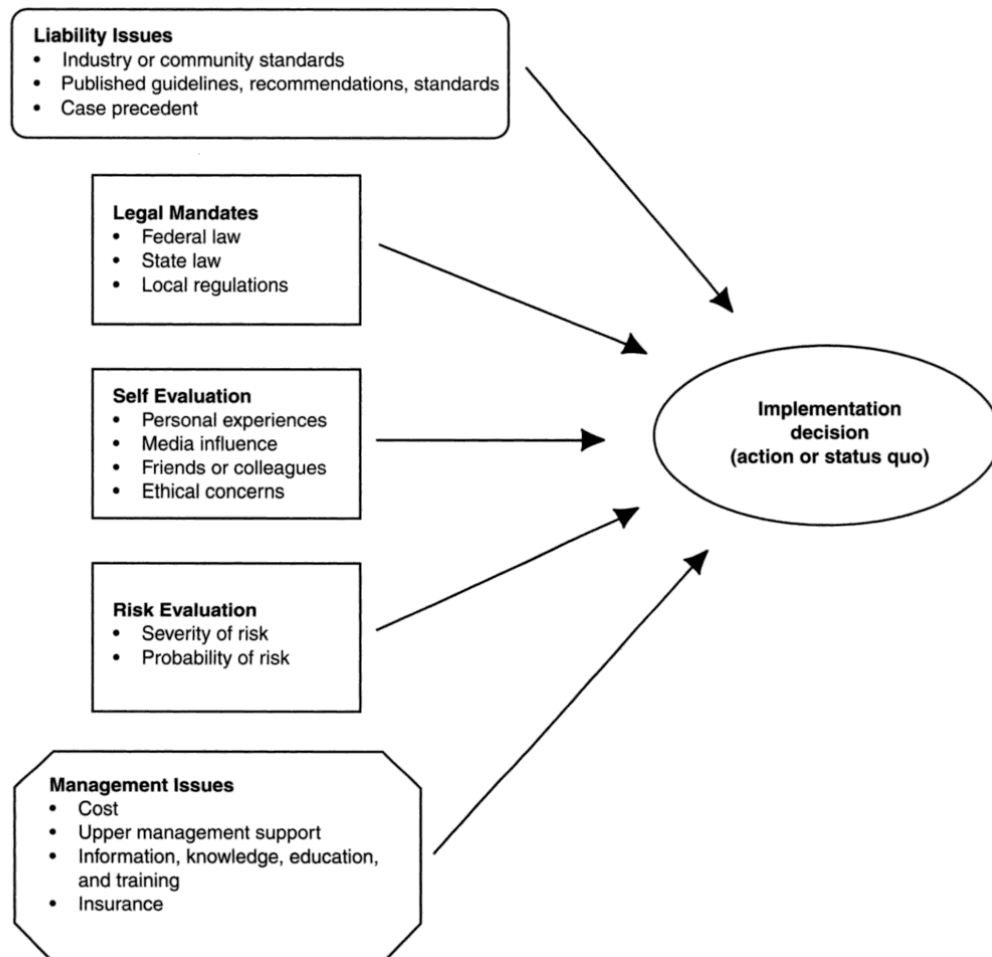 Liability Issues
• Industry or community standards
• Published guidelines, recommendations, standards
• Case precedent
Legal Mandates
• Federal law
• State law
• Local regulations
Self Evaluation
• Personal experiences
• Media influence
• Friends or colleagues
• Ethical concerns
Risk Evaluation
• Severity of risk
• Probability of risk
Management Issues
• Cost
• Upper management support
• Information, knowledge, education,
and training
• Insurance
Implementation
decision
(action or status quo)